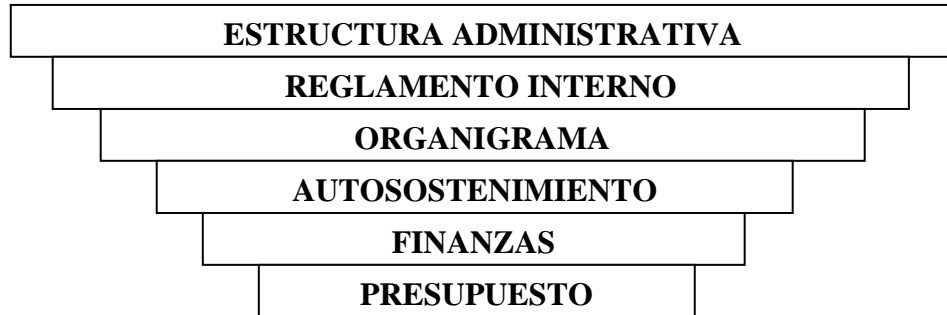 ESTRUCTURA ADMINISTRATIVA
REGLAMENTO INTERNO
ORGANIGRAMA
AUTOSOSTENIMIENTO
FINANZAS
PRESUPUESTO